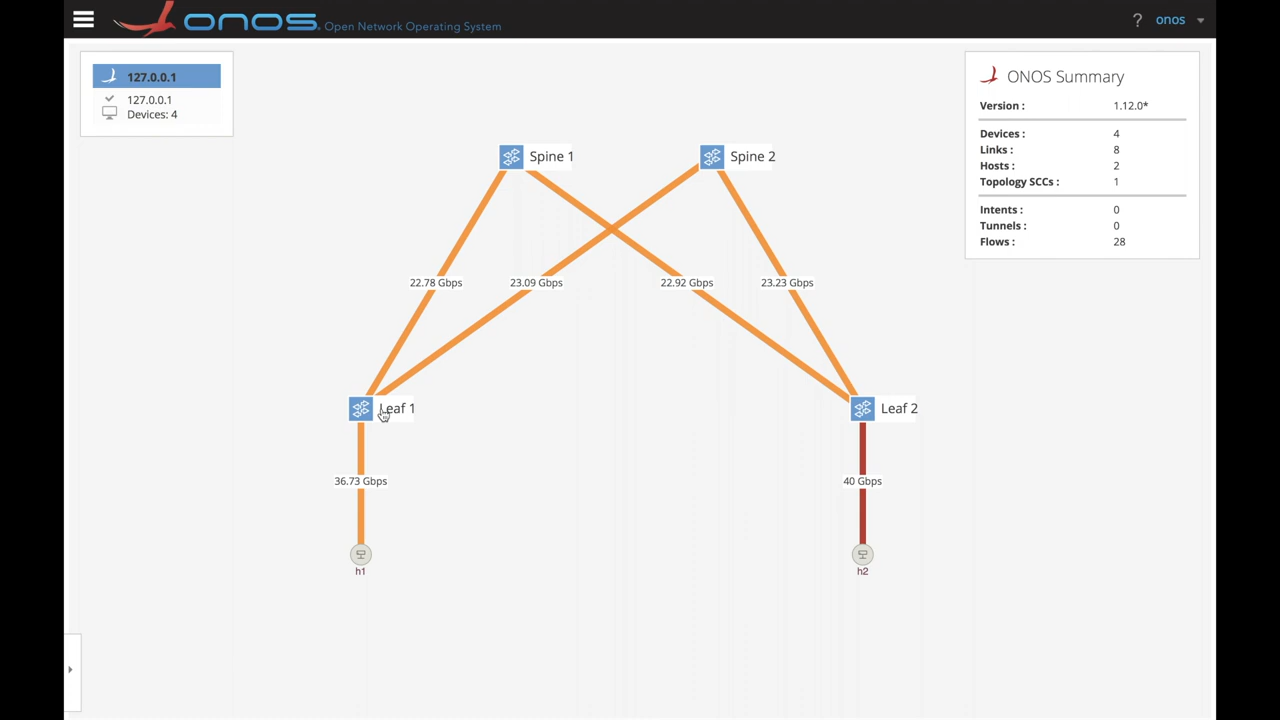 onos Open Network Operating System
? onos
127.0.0.1
127.0.0.1
Devices: 4
ONOS Summary
Version : 1.12.0*
Devices : 4
Links : 8
Hosts : 2
Topology SCCs : 1
Intents : 0
Tunnels : 0
Flows : 28
Spine 1
Spine 2
22.78 Gbps
23.09 Gbps
22.92 Gbps
23.23 Gbps
Leaf 1
Leaf 2
36.73 Gbps
40 Gbps
h1
h2